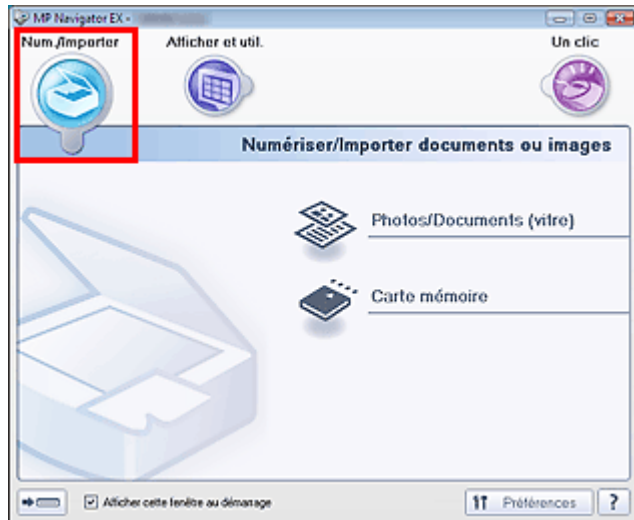 MP Navigator EX -
Num./Importer
Afficher et util.
Un clic
Numériser/Importer documents ou images
Photos/Documents (vitre)
Carte mémoire
Afficher cette fenêtre au démarrage
Préférences
?